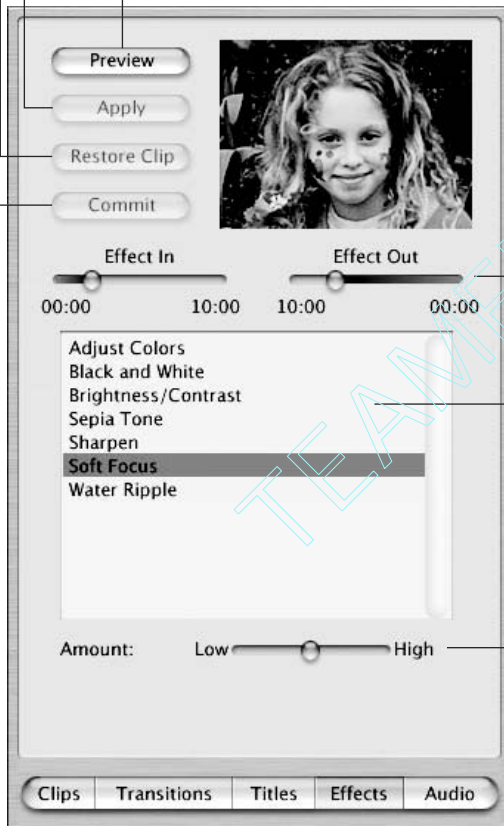 Preview
Apply
Restore Clip
Commit
Effect In Effect Out
00:00 10:00 10:00 00:00
Adjust Colors
Black and White
Brightness/Contrast
Sepia Tone
Sharpen
Soft Focus
Water Ripple
Amount: Low High
Clips Transitions Titles Effects Audio